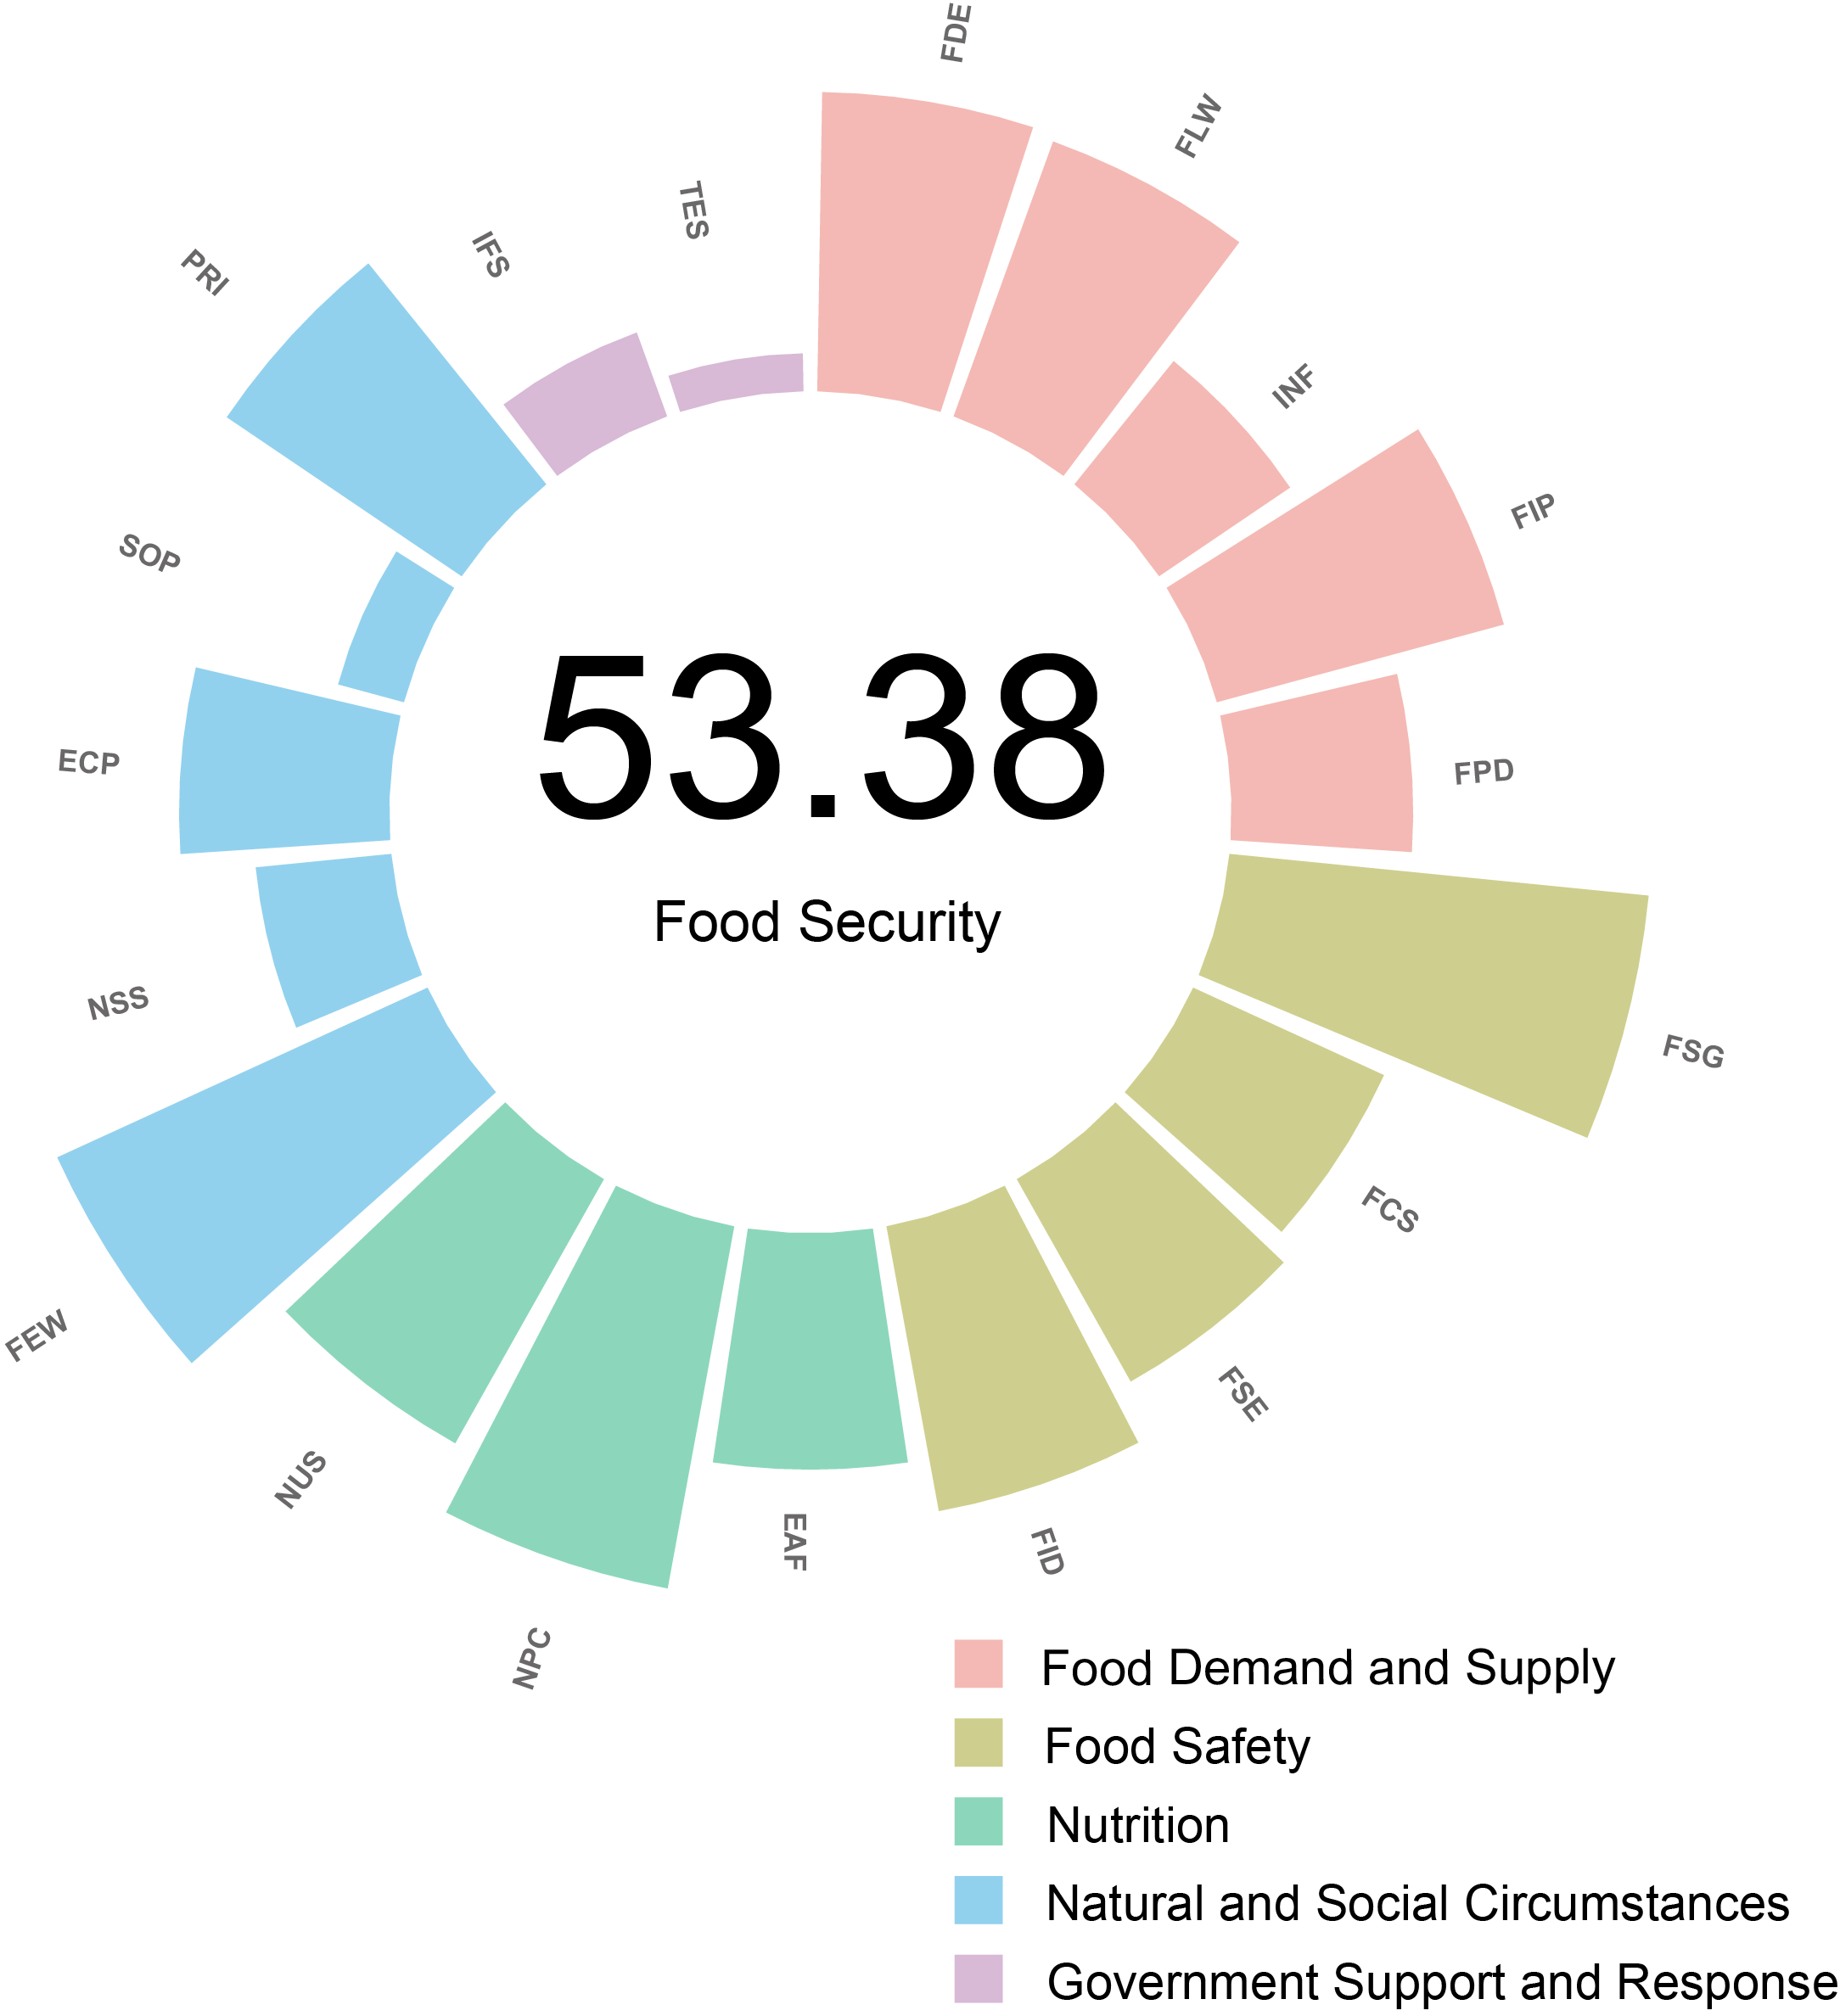 FDE
FLW
INF
FIP
FPD
FSG
FCS
FSE
FID
EAF
NPC
NUS
FEW
NSS
ECP
SOP
PRI
IFS
TES
53.38
Food Security
Food Demand and Supply
Food Safety
Nutrition
Natural and Social Circumstances
Government Support and Response